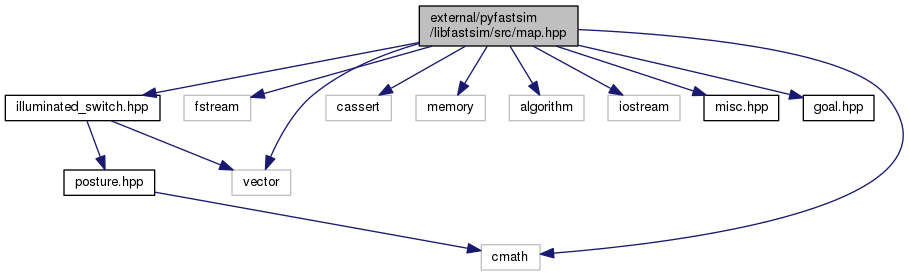 external/pyfastsim
/libfastsim/src/map.hpp
illuminated_switch.hpp
fstream
cassert
memory
algorithm
iostream
misc.hpp
goal.hpp
posture.hpp
vector
cmath